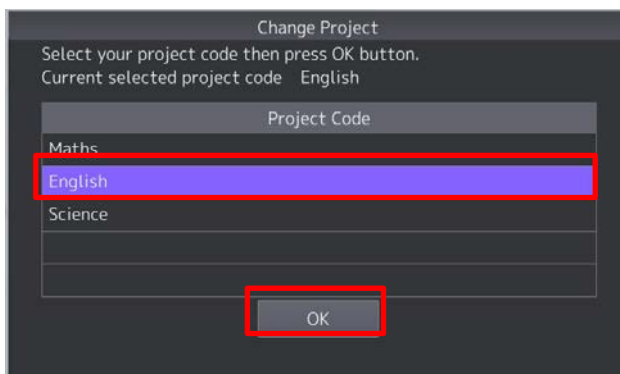 Change Project
Select your project code then press OK button.
Current selected project code English
Project Code
Maths
English
Science
OK